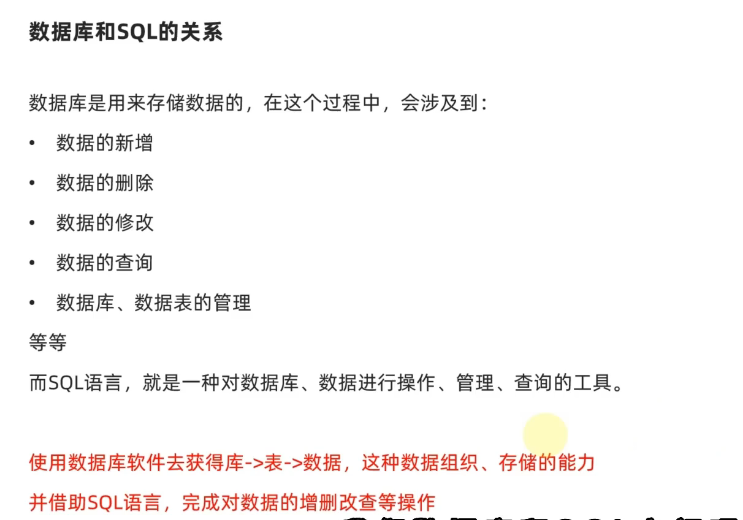 数据库和SQL的关系
数据库是用来存储数据的，在这个过程中，会涉及到：
• 数据的新增
• 数据的删除
• 数据的修改
• 数据的查询
• 数据库、数据表的管理
等等
而SQL语言，就是一种对数据库、数据进行操作、管理、查询的工具。
使用数据库软件去获得库->表->数据，这种数据组织、存储的能力
并借助SQL语言，完成对数据的增删改查等操作